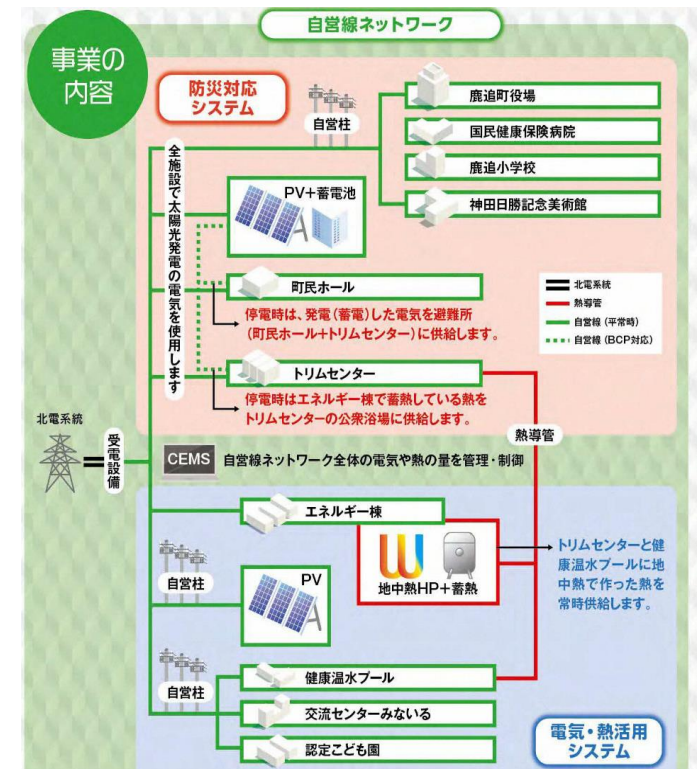 自営線ネットワーク
事業の
内容
防災対応
システム
自営柱
鹿追町役場
国民健康保険病院
鹿追小学校
神田日勝記念美術館
全施設で太陽光発電の電気を使用します
PV+蓄電池
町民ホール
停電時は、発電(蓄電)した電気を避難所
(町民ホール+トリムセンター)に供給します。
北電系統
熱導管
自営線(平常時)
自営線(BCP対応)
トリムセンター
停電時はエネルギー棟で蓄熱している熱を
トリムセンターの公衆浴場に供給します。
熱導管
北電系統
受電設備
CEMS
自営線ネットワーク全体の電気や熱の量を管理・制御
エネルギー棟
地中熱HP+蓄熱
トリムセンターと健
康温水プールに地
中熱で作った熱を
常時供給します。
自営柱
PV
自営柱
健康温水プール
交流センターみないる
認定こども園
電気・熱活用
システム